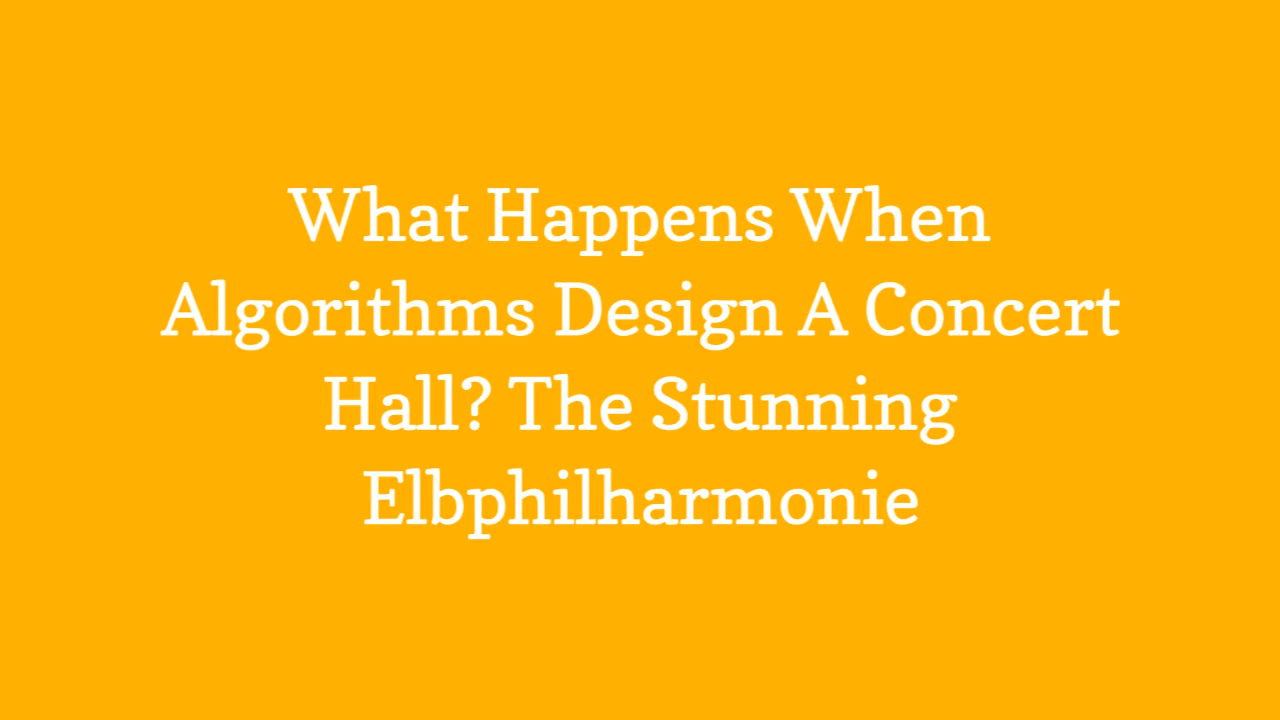 What Happens When
Algorithms Design A Concert
Hall? The Stunning
Elbphilharmonie